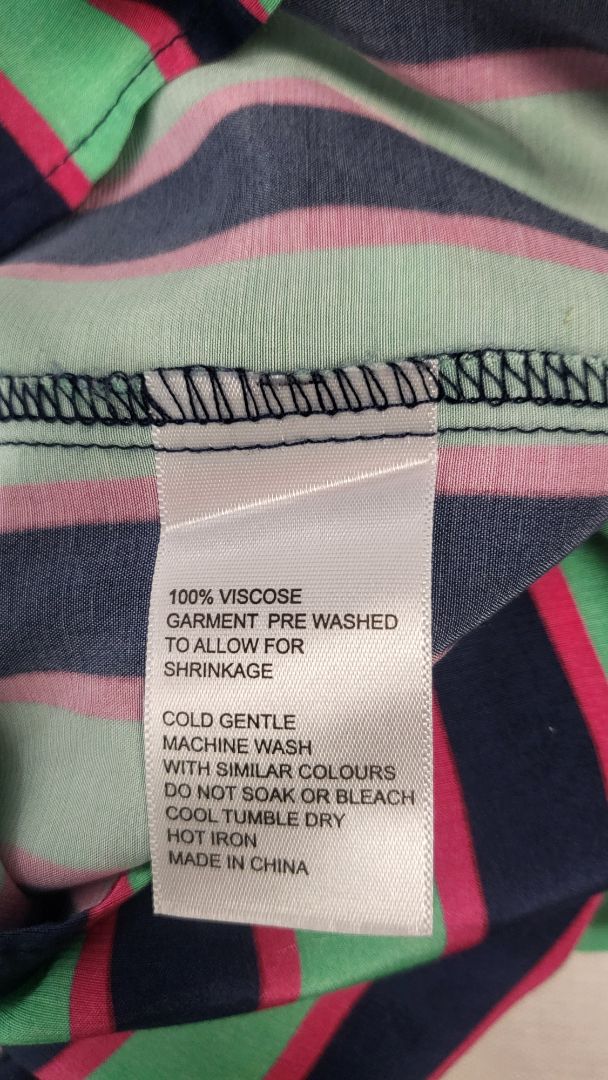 100% VISCOSE
GARMENT PRE WASHED
TO ALLOW FOR
SHRINKAGE
COLD GENTLE
MACHINE WASH
WITH SIMILAR COLOURS
DO NOT SOAK OR BLEACH
COOL TUMBLE DRY
HOT IRON
MADE IN CHINA